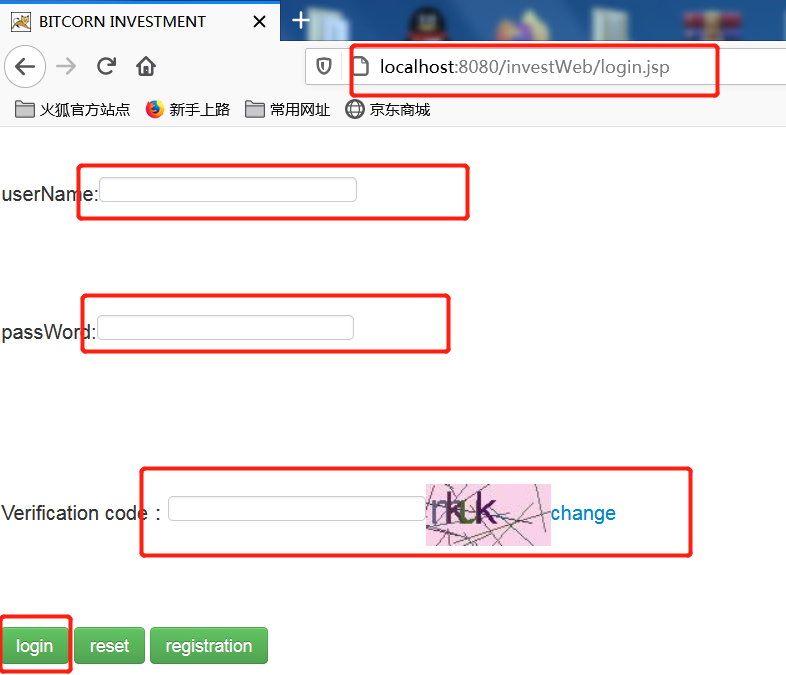 BITCORN INVESTMENT
localhost:8080/investWeb/login.jsp
火狐官方站点 新手上路 常用网址 京东商城
userName:
passWord:
Verification code： change
login reset registration